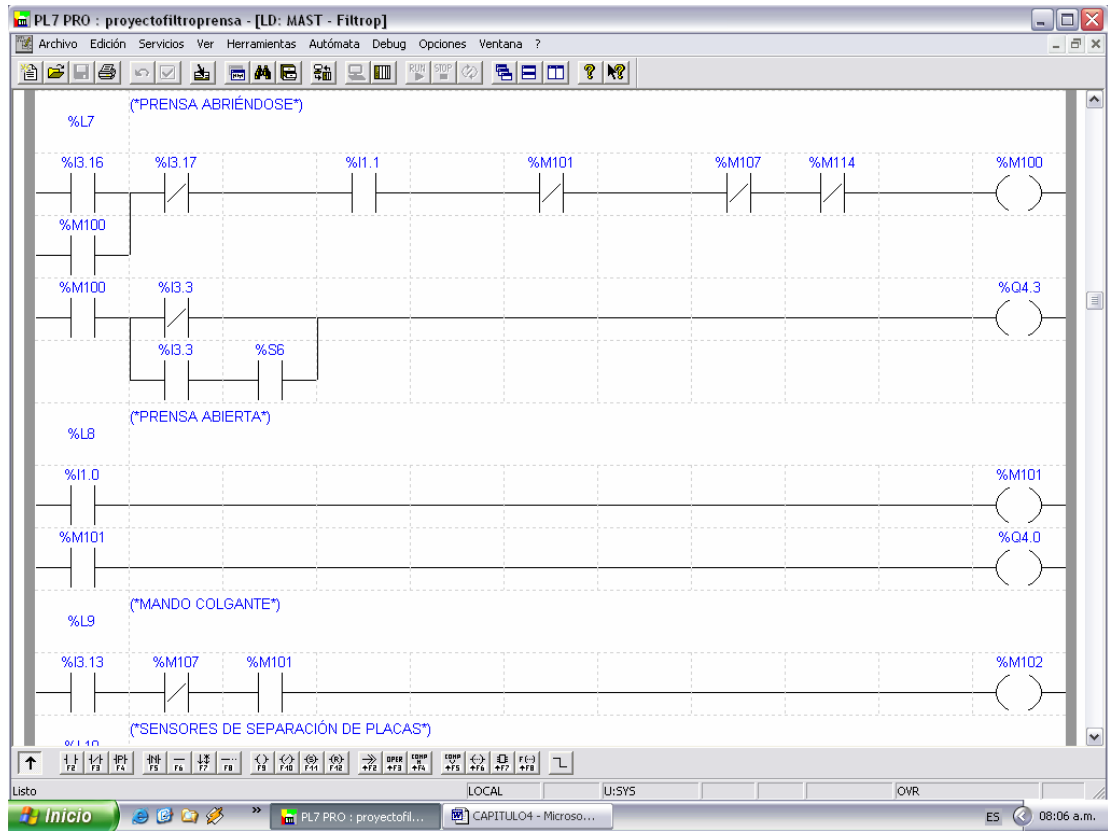 PL7 PRO : proyectofiltroprensa - [LD: MAST - Filtrop]
Archivo Edición Servicios Ver Herramientas Autómata Debug Opciones Ventana ?
(*PRENSA ABRIÉNDOSE*)
%L7
%I3.16 %I3.17 %I1.1 %M101 %M107 %M114 %M100
%M100
%M100 %I3.3 %Q4.3
%I3.3 %S6
(*PRENSA ABIERTA*)
%L8
%I1.0 %M101
%M101 %Q4.0
(*MANDO COLGANTE*)
%L9
%I3.13 %M107 %M101 %M102
(*SENSORES DE SEPARACIÓN DE PLACAS*)
%L10
Listo LOCAL U:SYS OVR
Inicio » PL7 PRO : proyectofil... CAPITULO4 - Microso... ES 08:06 a.m.